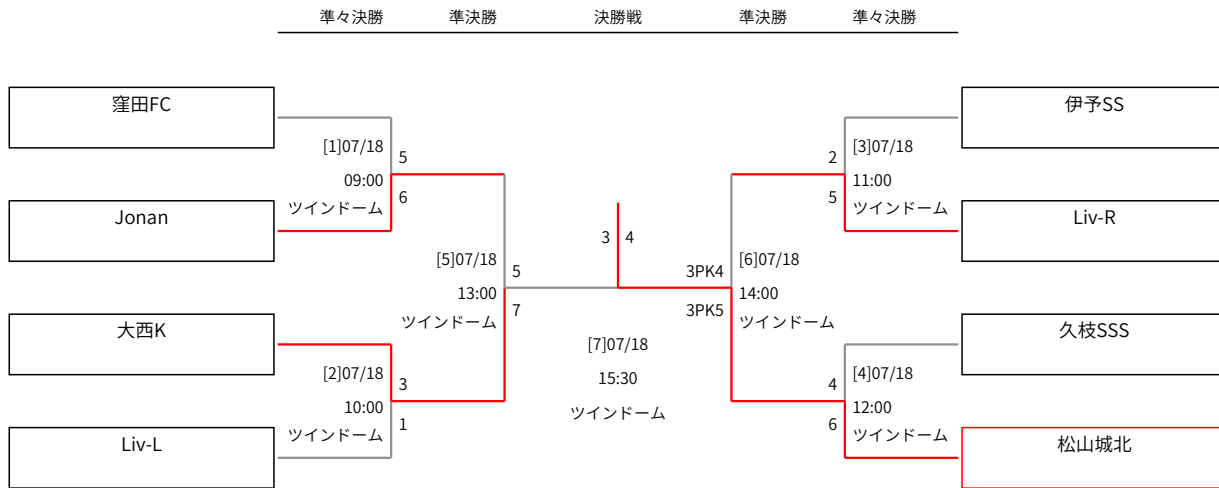 準々決勝 準決勝 決勝戦 準決勝 準々決勝
窪田FC
伊予SS
[1]07/18
5
09:00
6
ツインドーム
2
[3]07/18
5
11:00
ツインドーム
Jonan
Liv-R
3 4
[5]07/18
5
13:00
7
ツインドーム
3PK4
[6]07/18
3PK5
14:00
ツインドーム
大西K
久枝SSS
[7]07/18
15:30
ツインドーム
[2]07/18
3
10:00
1
ツインドーム
4
[4]07/18
6
12:00
ツインドーム
Liv-L
松山城北